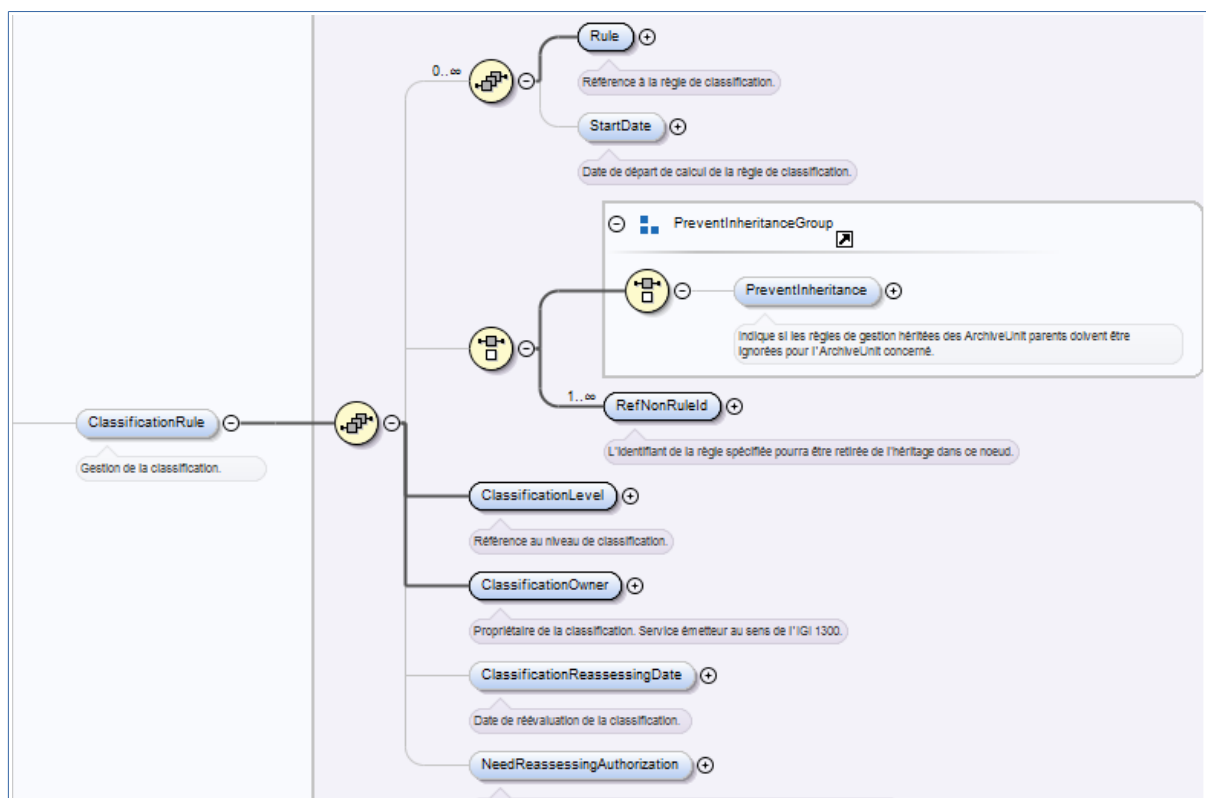 Rule
0..∞
Référence à la règle de classification.
StartDate
Date de départ de calcul de la règle de classification.
PreventInheritanceGroup
PreventInheritance
Indique si les règles de gestion héritées des ArchiveUnit parents doivent être
ignorées pour l'ArchiveUnit concerné.
1..∞
RefNonRuleId
L'identifiant de la règle spécifiée pourra être retirée de l'héritage dans ce noeud.
ClassificationRule
Gestion de la classification.
ClassificationLevel
Référence au niveau de classification.
ClassificationOwner
Propriétaire de la classification. Service émetteur au sens de l'IGI 1300.
ClassificationReassessingDate
Date de réévaluation de la classification.
NeedReassessingAuthorization